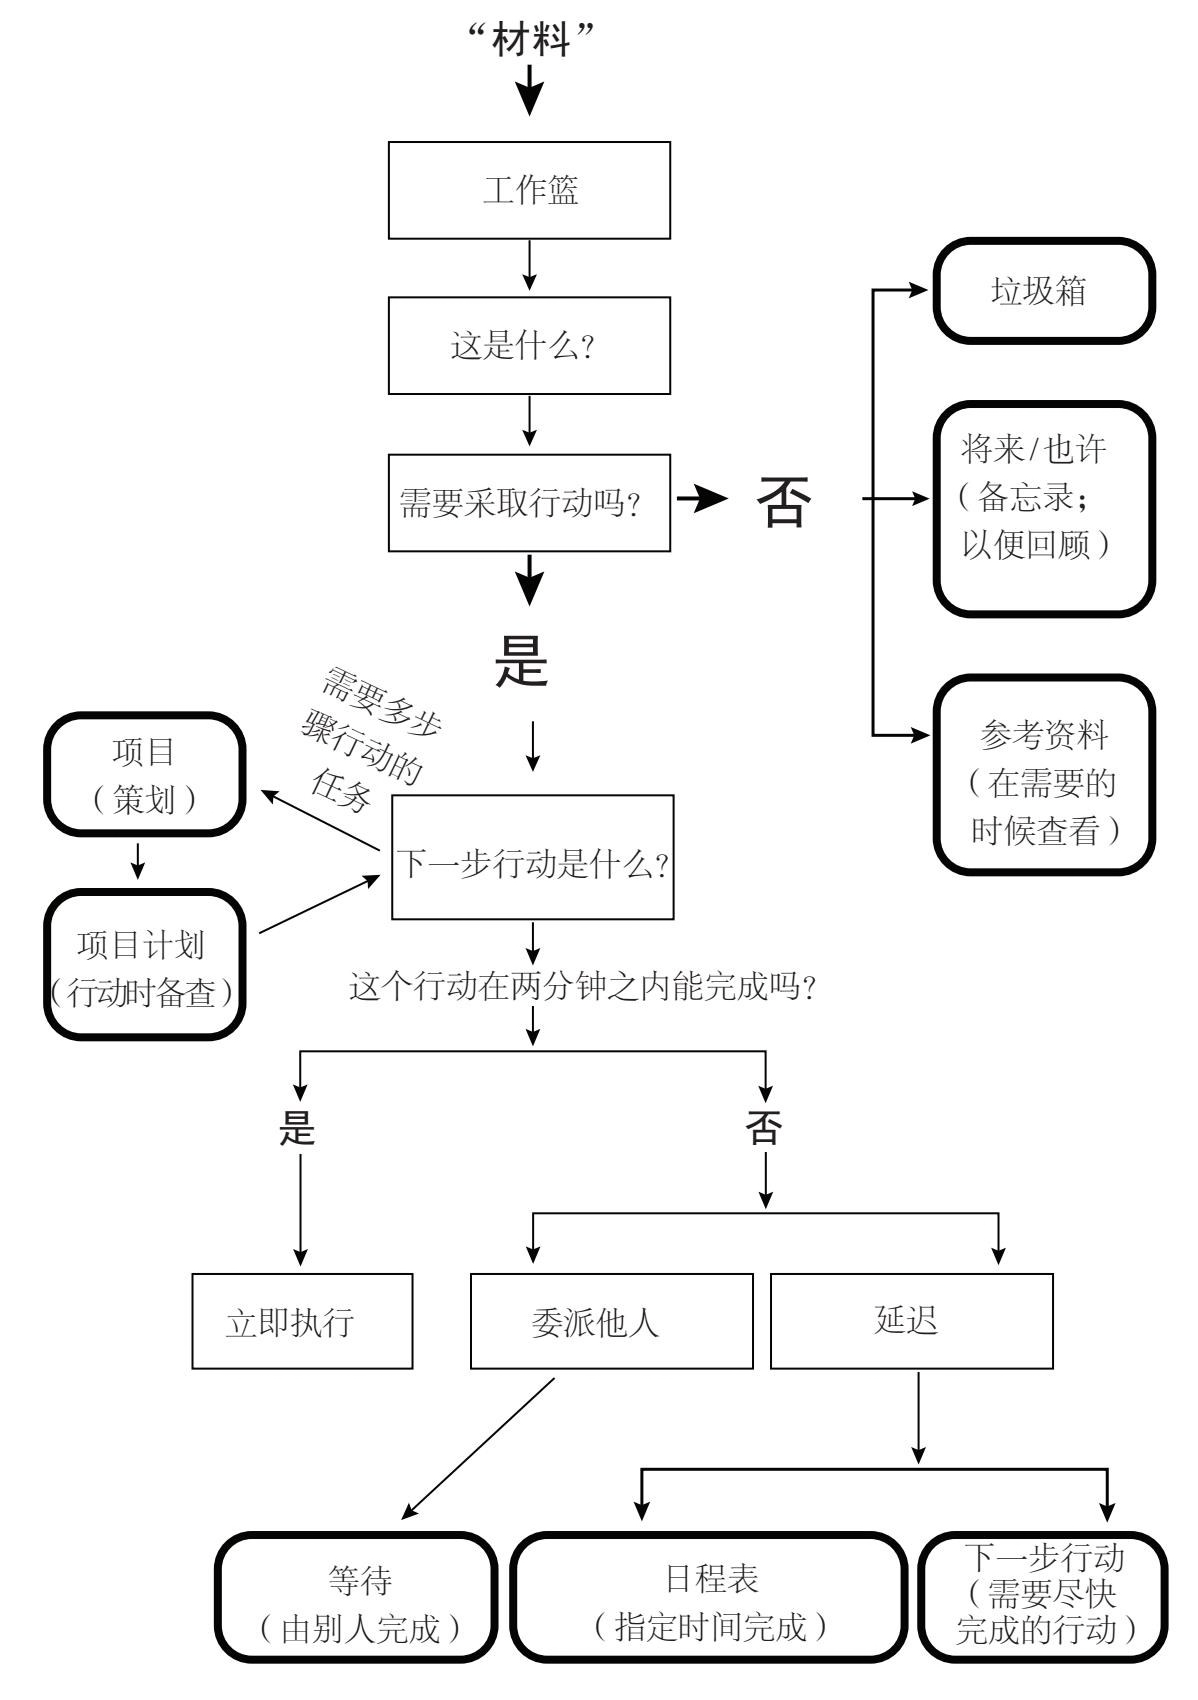 “材料”
工作篮
这是什么?
需要采取行动吗?
否
垃圾箱
将来/也许
(备忘录;
以便回顾)
参考资料
(在需要的
时候查看)
是
需要多步
骤行动的
任务
项目
(策划)
项目计划
(行动时备查)
下一步行动是什么?
这个行动在两分钟之内能完成吗?
是
否
立即执行
委派他人
延迟
等待
(由别人完成)
日程表
(指定时间完成)
下一步行动
(需要尽快
完成的行动)